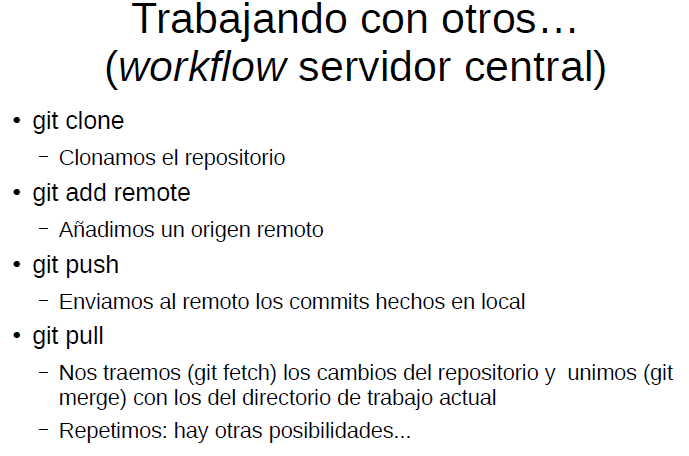 Trabajando con otros…
(workflow servidor central)
• git clone
– Clonamos el repositorio
• git add remote
– Añadimos un origen remoto
• git push
– Enviamos al remoto los commits hechos en local
• git pull
– Nos traemos (git fetch) los cambios del repositorio y  unimos (git
merge) con los del directorio de trabajo actual
– Repetimos: hay otras posibilidades...